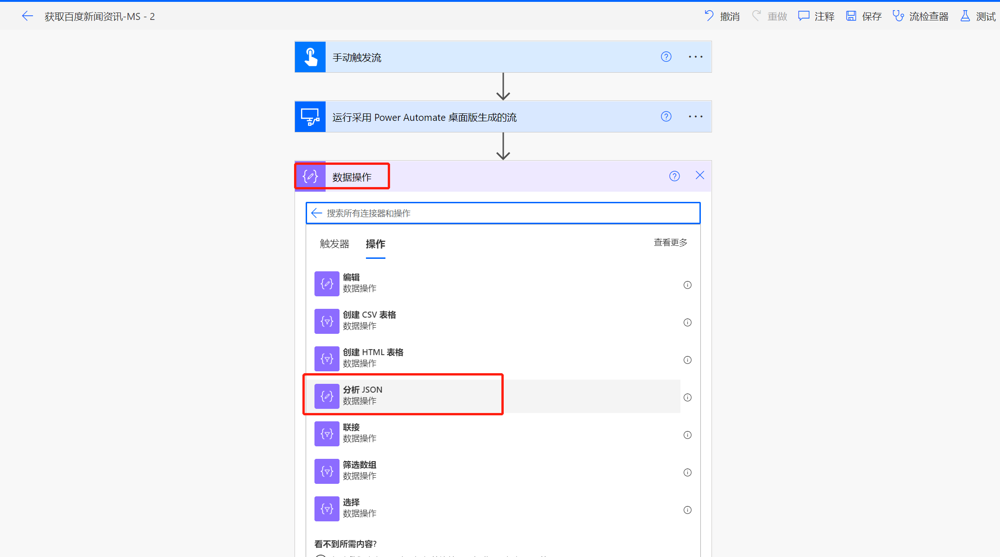 获取百度新闻资讯-MS - 2
撤消 重做 注释 保存 流检查器 测试
手动触发流
运行采用 Power Automate 桌面版生成的流
数据操作
搜索所有连接器和操作
触发器 操作 查看更多
编辑
数据操作
创建 CSV 表格
数据操作
创建 HTML 表格
数据操作
分析 JSON
数据操作
联接
数据操作
筛选数组
数据操作
选择
数据操作
看不到所需内容?